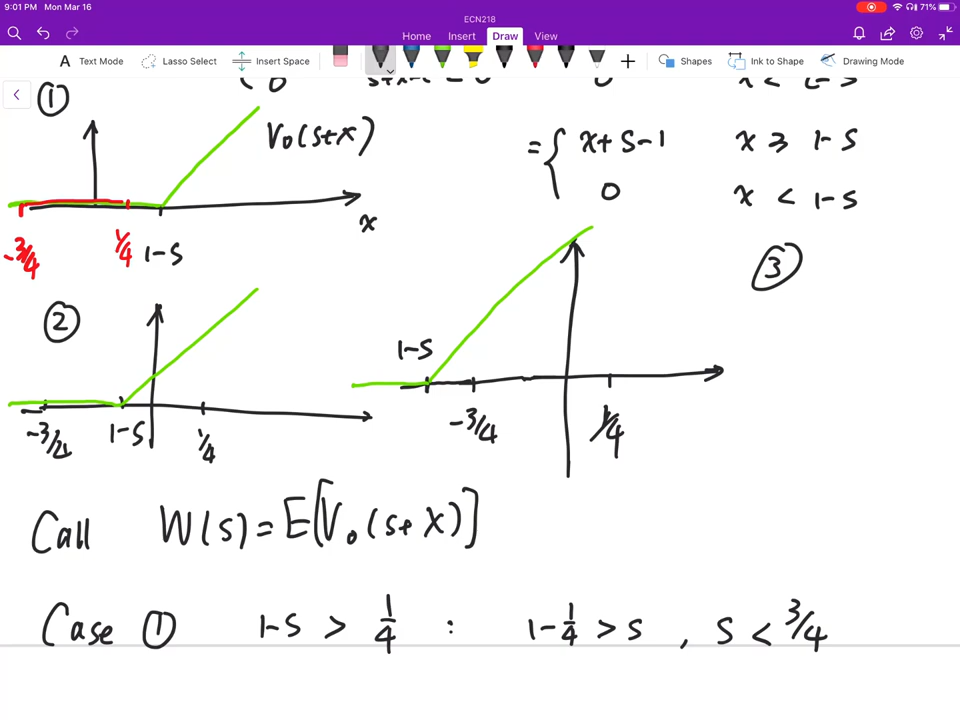 9:01 PM Mon Mar 16
71%
ECN218
Home Insert Draw View
Text Mode Lasso Select Insert Space Shapes Ink to Shape Drawing Mode
①
V₀(s+x)
x
-3/4 1/4 1-S
= { x+s-1 x ≥ 1-S
0 x < 1-S
②
-3/4 1-S 1/4
③
1-S
-3/4 1/4
Call W(s) = E[V₀(s+X)]
Case ① 1-S > 1/4 : 1-1/4 > S , S < 3/4